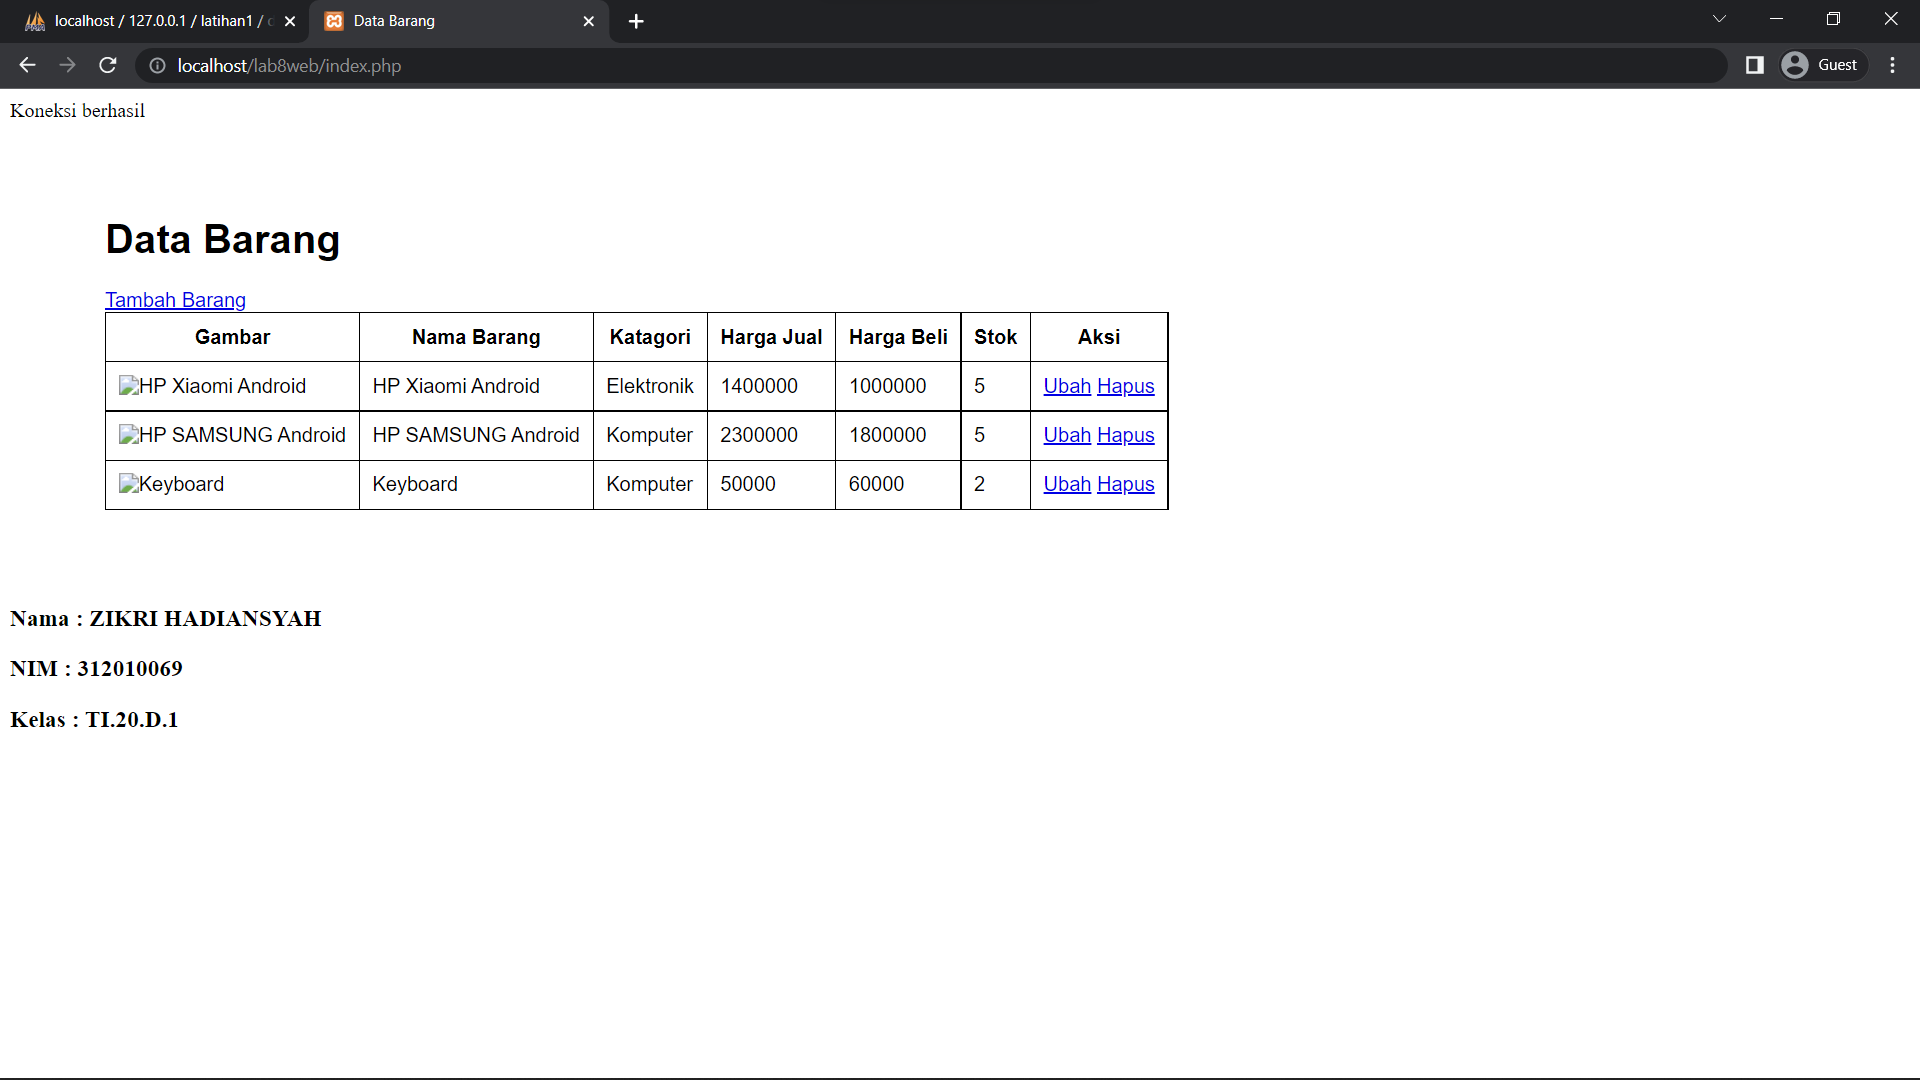 localhost / 127.0.0.1 / latihan1 /
Data Barang
localhost/lab8web/index.php
Guest
Koneksi berhasil
Data Barang
Tambah Barang
Gambar Nama Barang Katagori Harga Jual Harga Beli Stok Aksi
HP Xiaomi Android HP Xiaomi Android Elektronik 1400000 1000000 5 Ubah Hapus
HP SAMSUNG Android HP SAMSUNG Android Komputer 2300000 1800000 5 Ubah Hapus
Keyboard Keyboard Komputer 50000 60000 2 Ubah Hapus
Nama : ZIKRI HADIANSYAH
NIM : 312010069
Kelas : TI.20.D.1